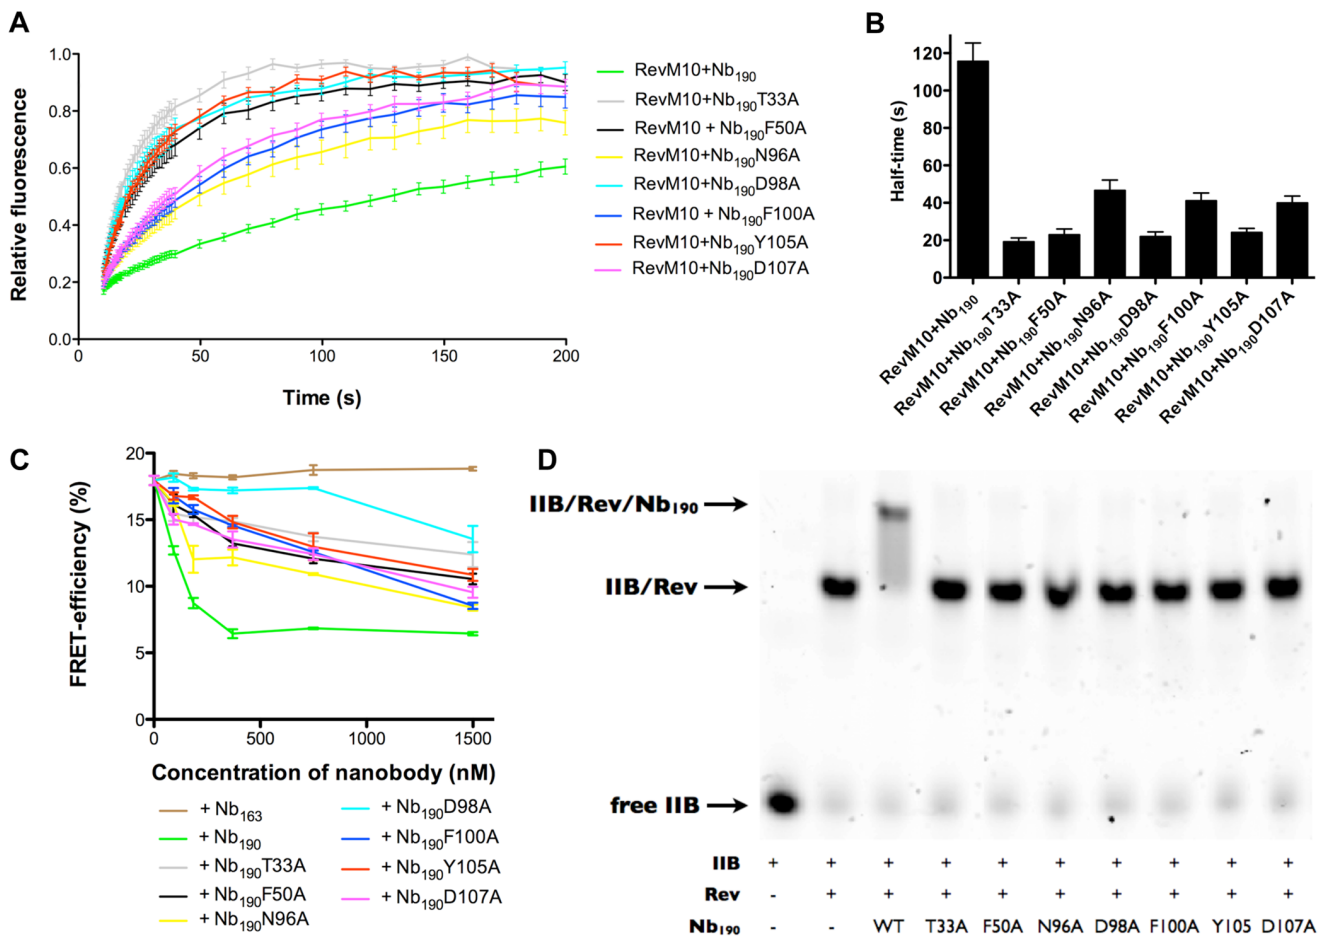 A
1.0
0.8
0.6
0.4
0.2
0.0
0 50 100 150 200
Relative fluorescence
Time (s)
RevM10+Nb190
RevM10+Nb190T33A
RevM10 + Nb190F50A
RevM10+Nb190N96A
RevM10+Nb190D98A
RevM10 + Nb190F100A
RevM10+Nb190Y105A
RevM10+Nb190D107A
B
120
100
80
60
40
20
0
Half-time (s)
RevM10+Nb190
RevM10+Nb190T33A
RevM10+Nb190F50A
RevM10+Nb190N96A
RevM10+Nb190D98A
RevM10+Nb190F100A
RevM10+Nb190Y105A
RevM10+Nb190D107A
C
20
15
10
5
0
0 500 1000 1500
FRET-efficiency (%)
Concentration of nanobody (nM)
+ Nb163
+ Nb190
+ Nb190T33A
+ Nb190F50A
+ Nb190N96A
+ Nb190D98A
+ Nb190F100A
+ Nb190Y105A
+ Nb190D107A
D
IIB/Rev/Nb190
IIB/Rev
free IIB
IIB + + + + + + + + + +
Rev - + + + + + + + + +
Nb190 - - WT T33A F50A N96A D98A F100A Y105 D107A